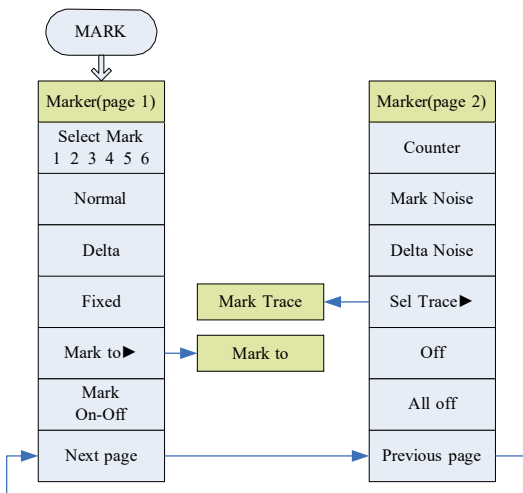 MARK
Marker(page 1)
Select Mark
1 2 3 4 5 6
Normal
Delta
Fixed
Mark to►
Mark
On-Off
Next page
Mark Trace
Mark to
Marker(page 2)
Counter
Mark Noise
Delta Noise
Sel Trace►
Off
All off
Previous page